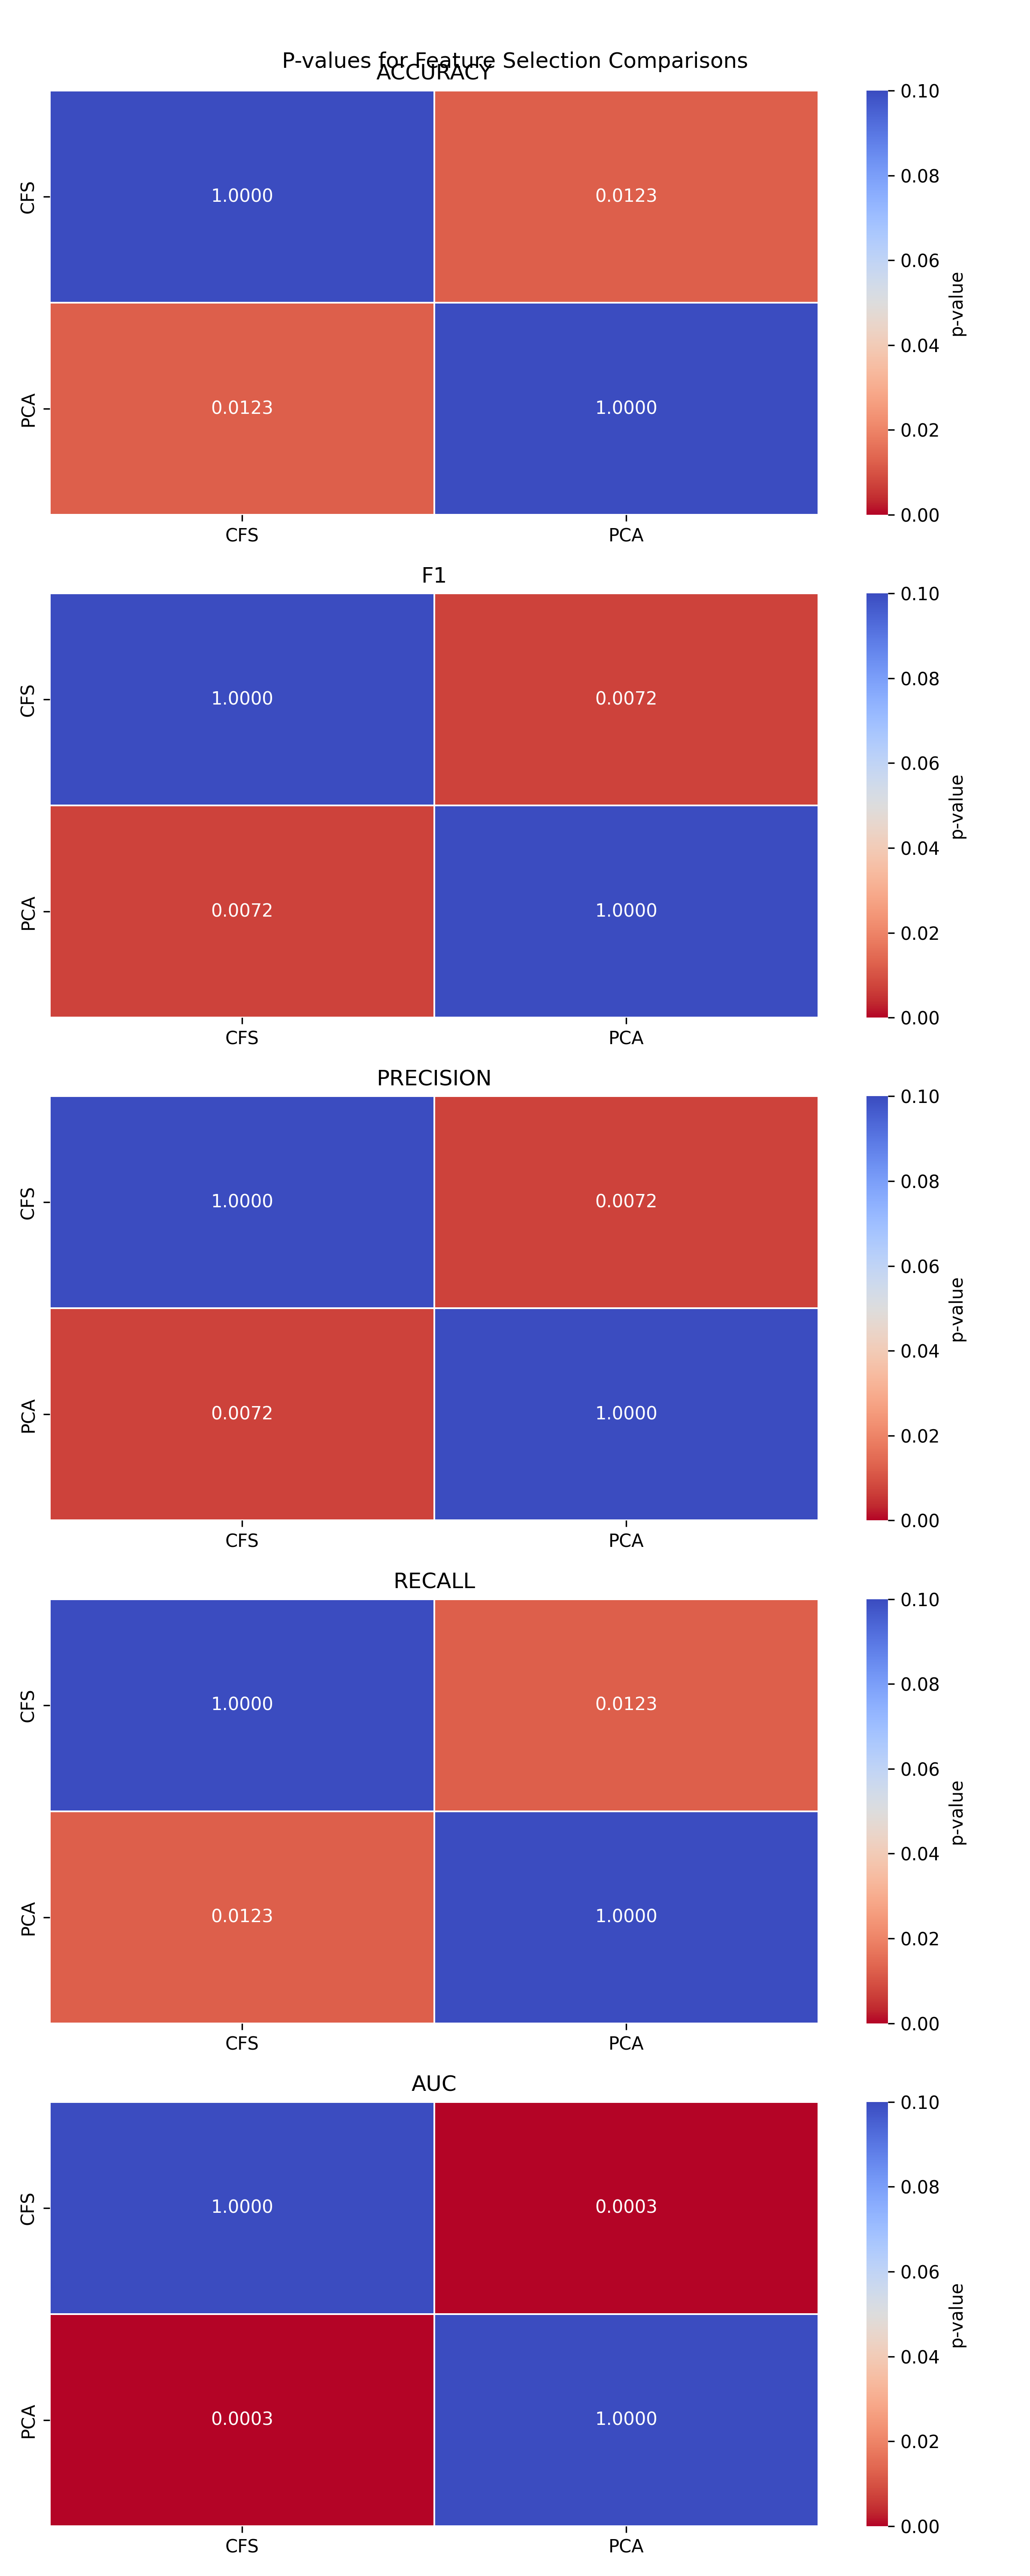 P-values for Feature Selection Comparisons
ACCURACY
0.10
CFS 1.0000 0.0123
0.08
0.06
p-value
0.04
PCA 0.0123 1.0000
0.02
0.00
CFS PCA
F1
0.10
CFS 1.0000 0.0072
0.08
0.06
p-value
0.04
PCA 0.0072 1.0000
0.02
0.00
CFS PCA
PRECISION
0.10
CFS 1.0000 0.0072
0.08
0.06
p-value
0.04
PCA 0.0072 1.0000
0.02
0.00
CFS PCA
RECALL
0.10
CFS 1.0000 0.0123
0.08
0.06
p-value
0.04
PCA 0.0123 1.0000
0.02
0.00
CFS PCA
AUC
0.10
CFS 1.0000 0.0003
0.08
0.06
p-value
0.04
PCA 0.0003 1.0000
0.02
0.00
CFS PCA